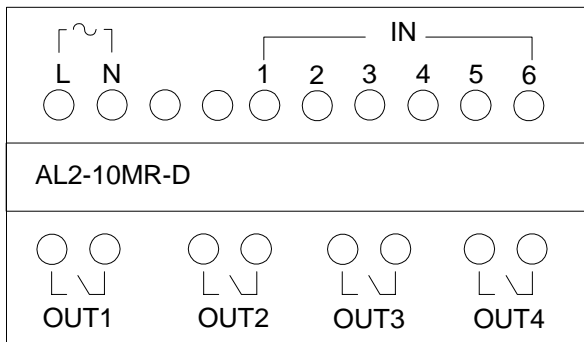 IN
L N 1 2 3 4 5 6
AL2-10MR-D
OUT1 OUT2 OUT3 OUT4